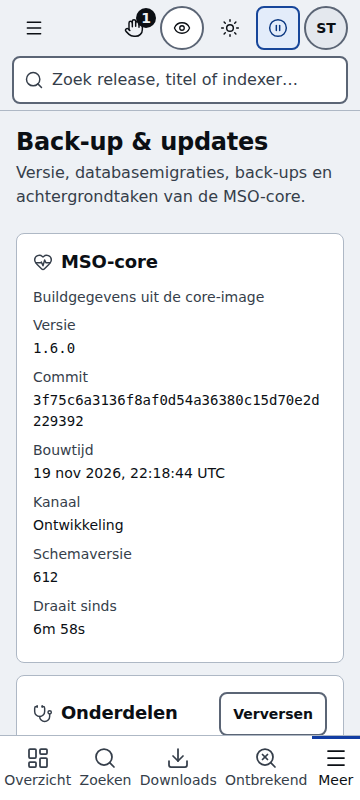 1
ST
Zoek release, titel of indexer…
Back-up & updates
Versie, databasemigraties, back-ups en
achtergrondtaken van de MSO-core.
MSO-core
Buildgegevens uit de core-image
Versie
1.6.0
Commit
3f75c6a3136f8af0d54a36380c15d70e2d
229392
Bouwtijd
19 nov 2026, 22:18:44 UTC
Kanaal
Ontwikkeling
Schemaversie
612
Draait sinds
6m 58s
Onderdelen
Verversen
Overzicht
Zoeken
Downloads
Ontbrekend
Meer